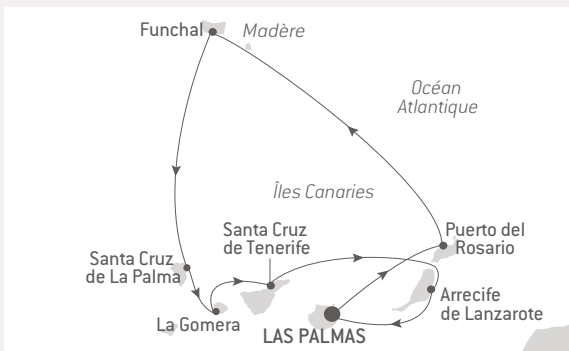 Funchal
Madère
Océan
Atlantique
Îles Canaries
Santa Cruz
de Tenerife
Puerto del
Rosario
Santa Cruz
de La Palma
Arrecife
de Lanzarote
La Gomera
LAS PALMAS